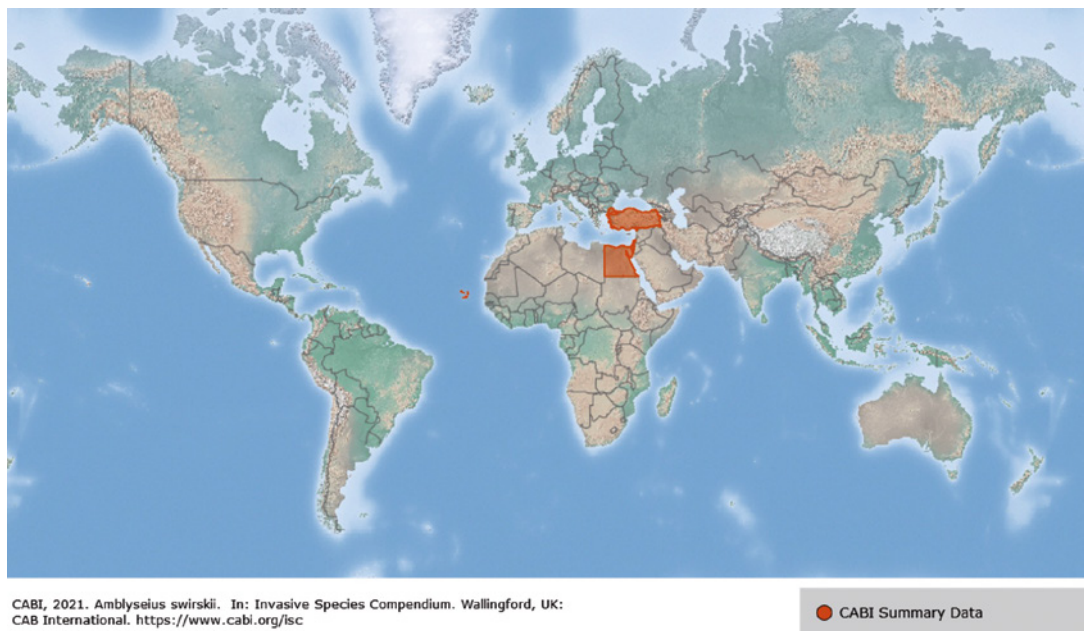 CABI, 2021. Amblyseius swirskii. In: Invasive Species Compendium. Wallingford, UK:
CAB International. https://www.cabi.org/isc
CABI Summary Data